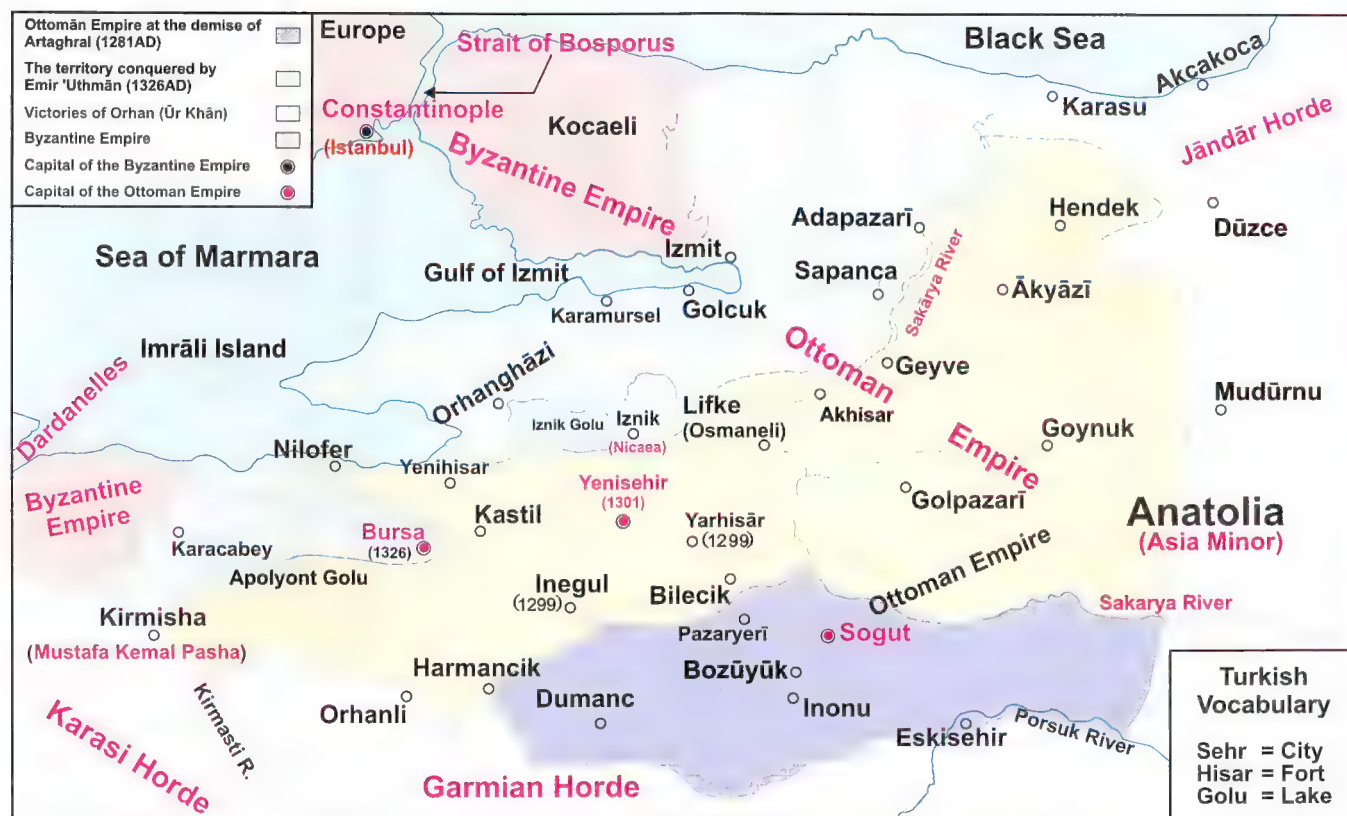 Ottomān Empire at the demise of
Artaghral (1281AD)
The territory conquered by
Emir 'Uthmān (1326AD)
Victories of Orhan (Ūr Khân)
Byzantine Empire
Capital of the Byzantine Empire
Capital of the Ottoman Empire
Europe
Strait of Bosporus
Black Sea
Akcakoca
Karasu
Constantinople
(Istanbul)
Kocaeli
Jāndār Horde
Byzantine Empire
Adapazarī
Hendek
Dūzce
Sea of Marmara
Izmit
Gulf of Izmit
Sapanca
Sakārya River
Ākyāzī
Karamursel
Golcuk
Imrāli Island
Ottoman
Empire
Geyve
Dardanelles
Orhanghāzi
Lifke
(Osmaneli)
Akhisar
Mudūrnu
Iznik Golu
Iznik
(Nicaea)
Goynuk
Nilofer
Yenihisar
Byzantine
Empire
Yenisehir
(1301)
Golpazarī
Kastil
Anatolia
(Asia Minor)
Karacabey
Bursa
(1326)
Yarhisār
(1299)
Apolyont Golu
Ottoman Empire
Inegul
(1299)
Bilecik
Sakarya River
Kirmisha
(Mustafa Kemal Pasha)
Pazaryerī
Sogut
Harmancik
Bozūyūk
Kirmasti R.
Orhanli
Dumanc
Inonu
Eskisehir
Porsuk River
Karasi Horde
Garmian Horde
Turkish
Vocabulary
Sehr = City
Hisar = Fort
Golu = Lake